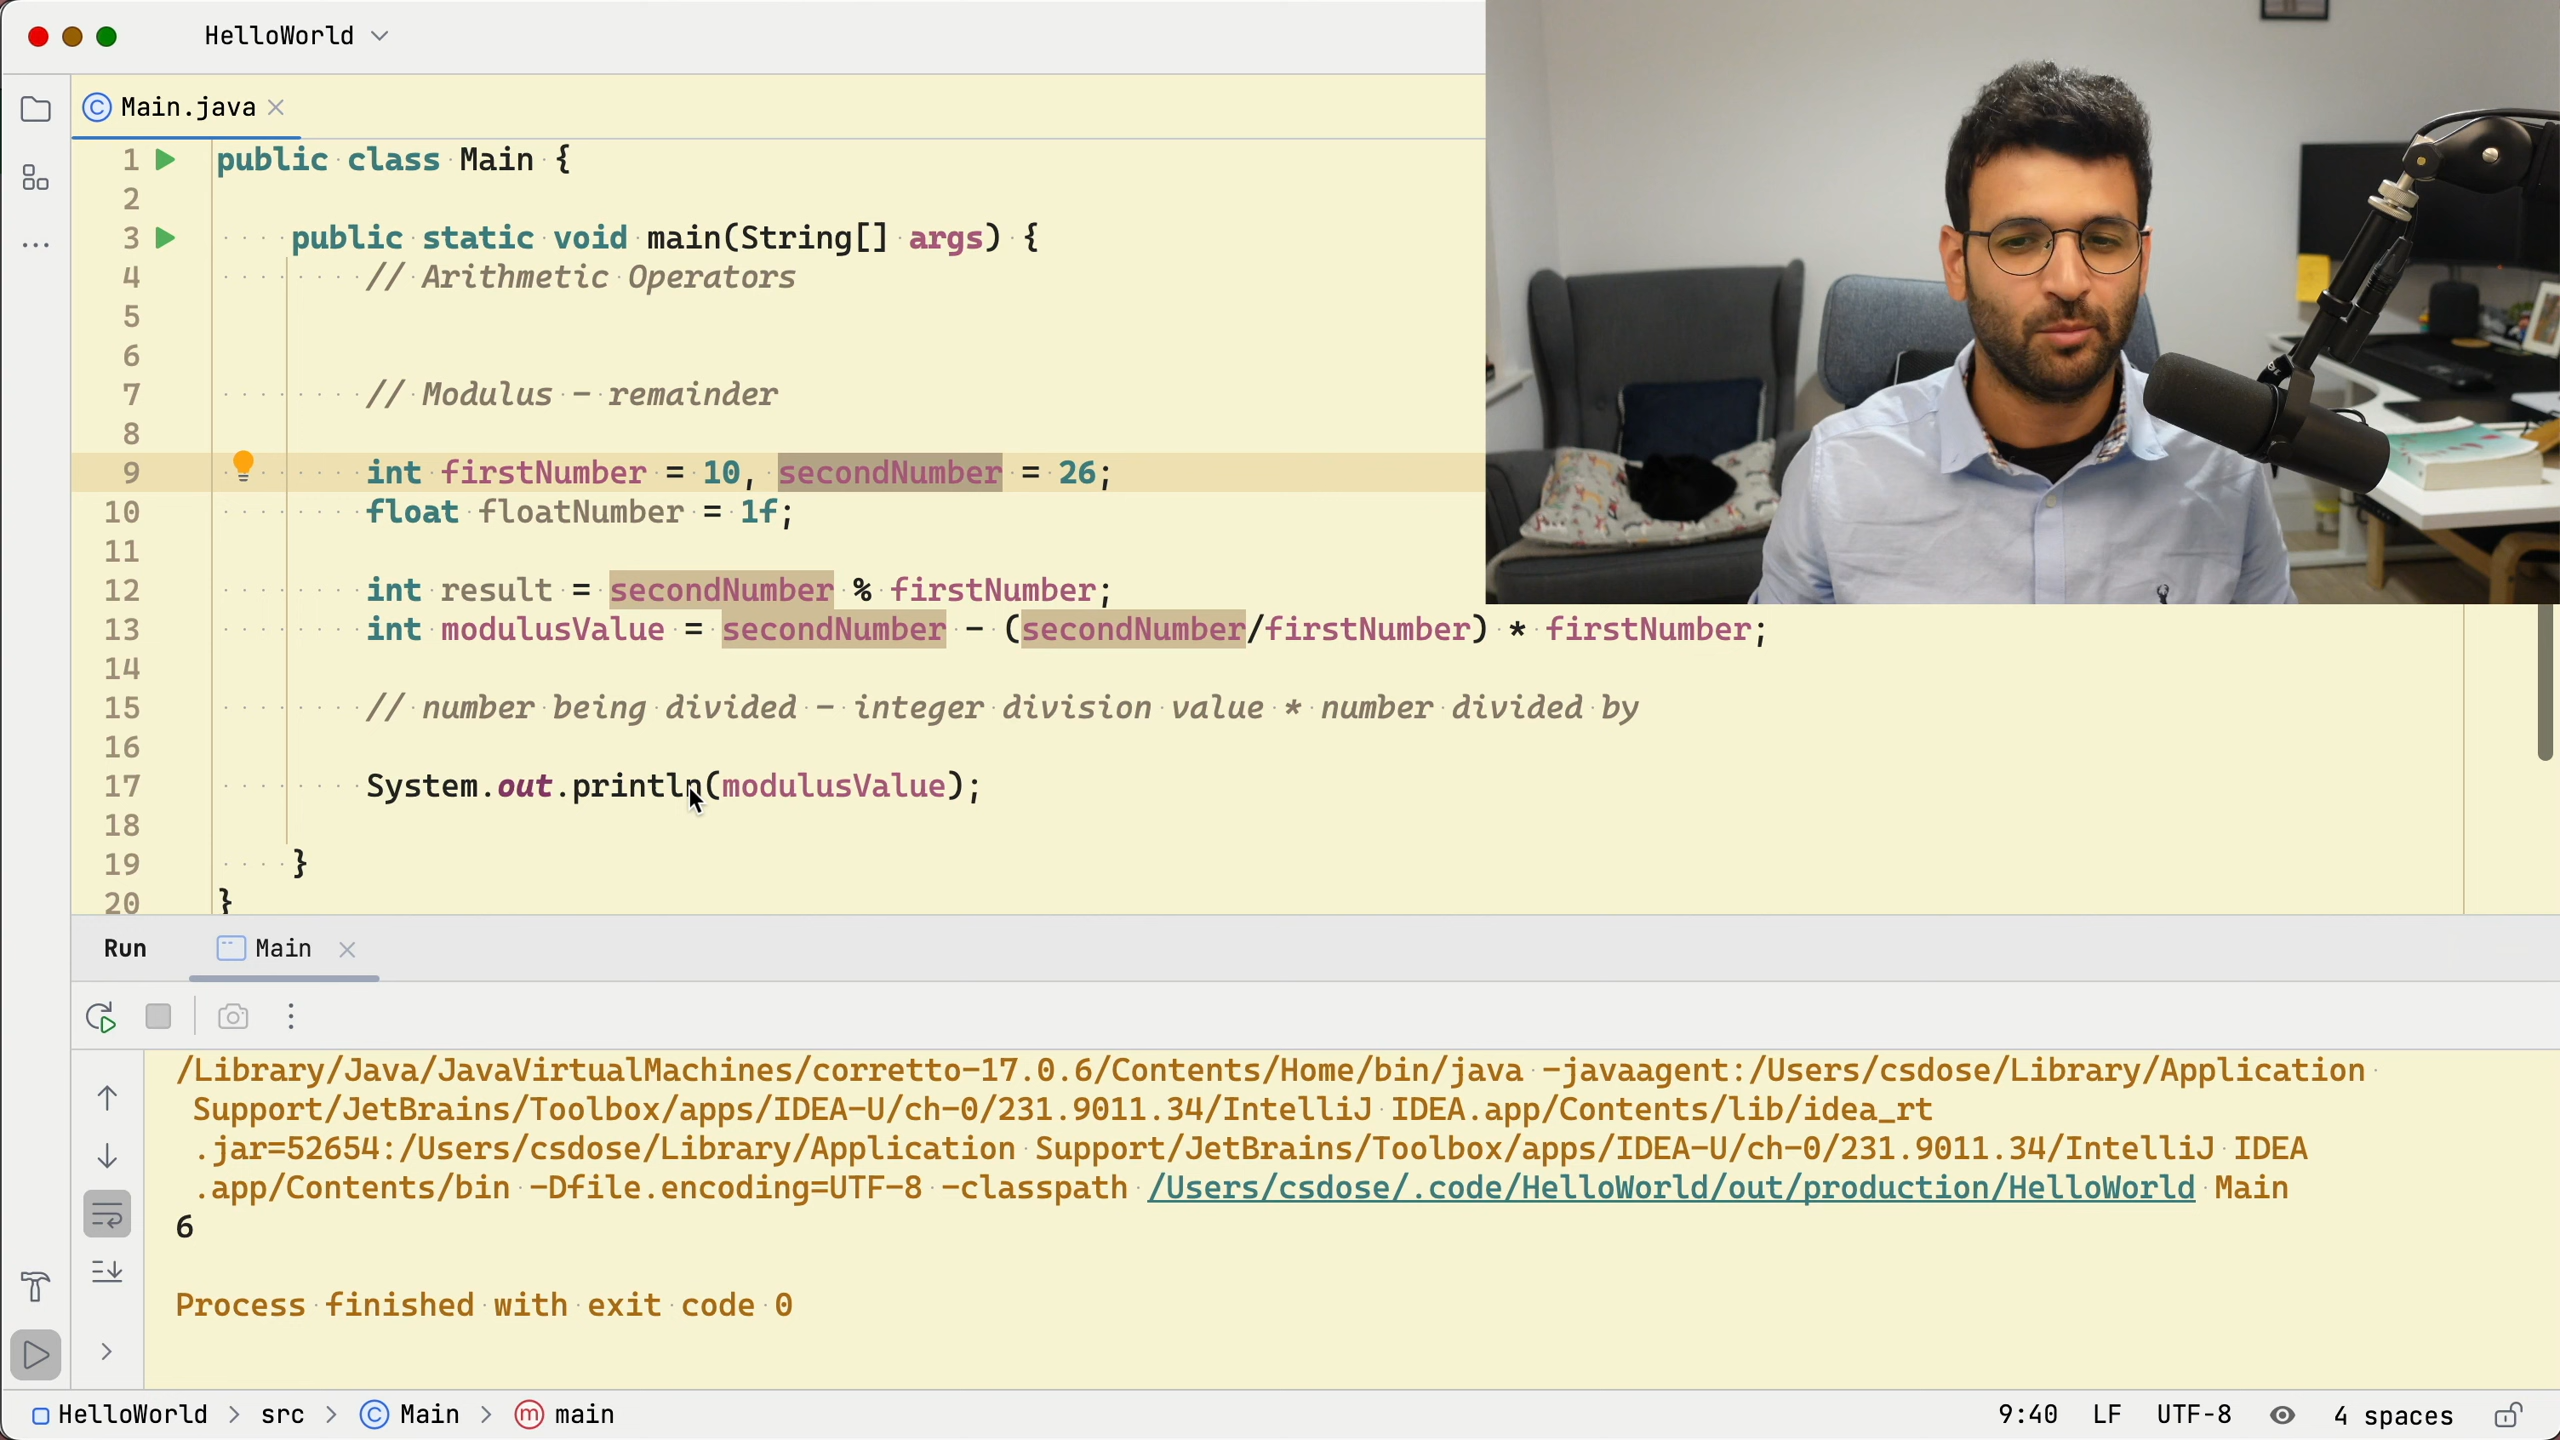 HelloWorld
Main.java
1 public class Main {
2
3 public static void main(String[] args) {
4 // Arithmetic Operators
5
6
7 // Modulus - remainder
8
9 int firstNumber = 10, secondNumber = 26;
10 float floatNumber = 1f;
11
12 int result = secondNumber % firstNumber;
13 int modulusValue = secondNumber - (secondNumber/firstNumber) * firstNumber;
14
15 // number being divided - integer division value * number divided by
16
17 System.out.println(modulusValue);
18
19 }
20 }
Run Main
/Library/Java/JavaVirtualMachines/corretto-17.0.6/Contents/Home/bin/java -javaagent:/Users/csdose/Library/Application
Support/JetBrains/Toolbox/apps/IDEA-U/ch-0/231.9011.34/IntelliJ IDEA.app/Contents/lib/idea_rt
.jar=52654:/Users/csdose/Library/Application Support/JetBrains/Toolbox/apps/IDEA-U/ch-0/231.9011.34/IntelliJ IDEA
.app/Contents/bin -Dfile.encoding=UTF-8 -classpath /Users/csdose/.code/HelloWorld/out/production/HelloWorld Main
6
Process finished with exit code 0
HelloWorld > src > Main > main 9:40 LF UTF-8 4 spaces